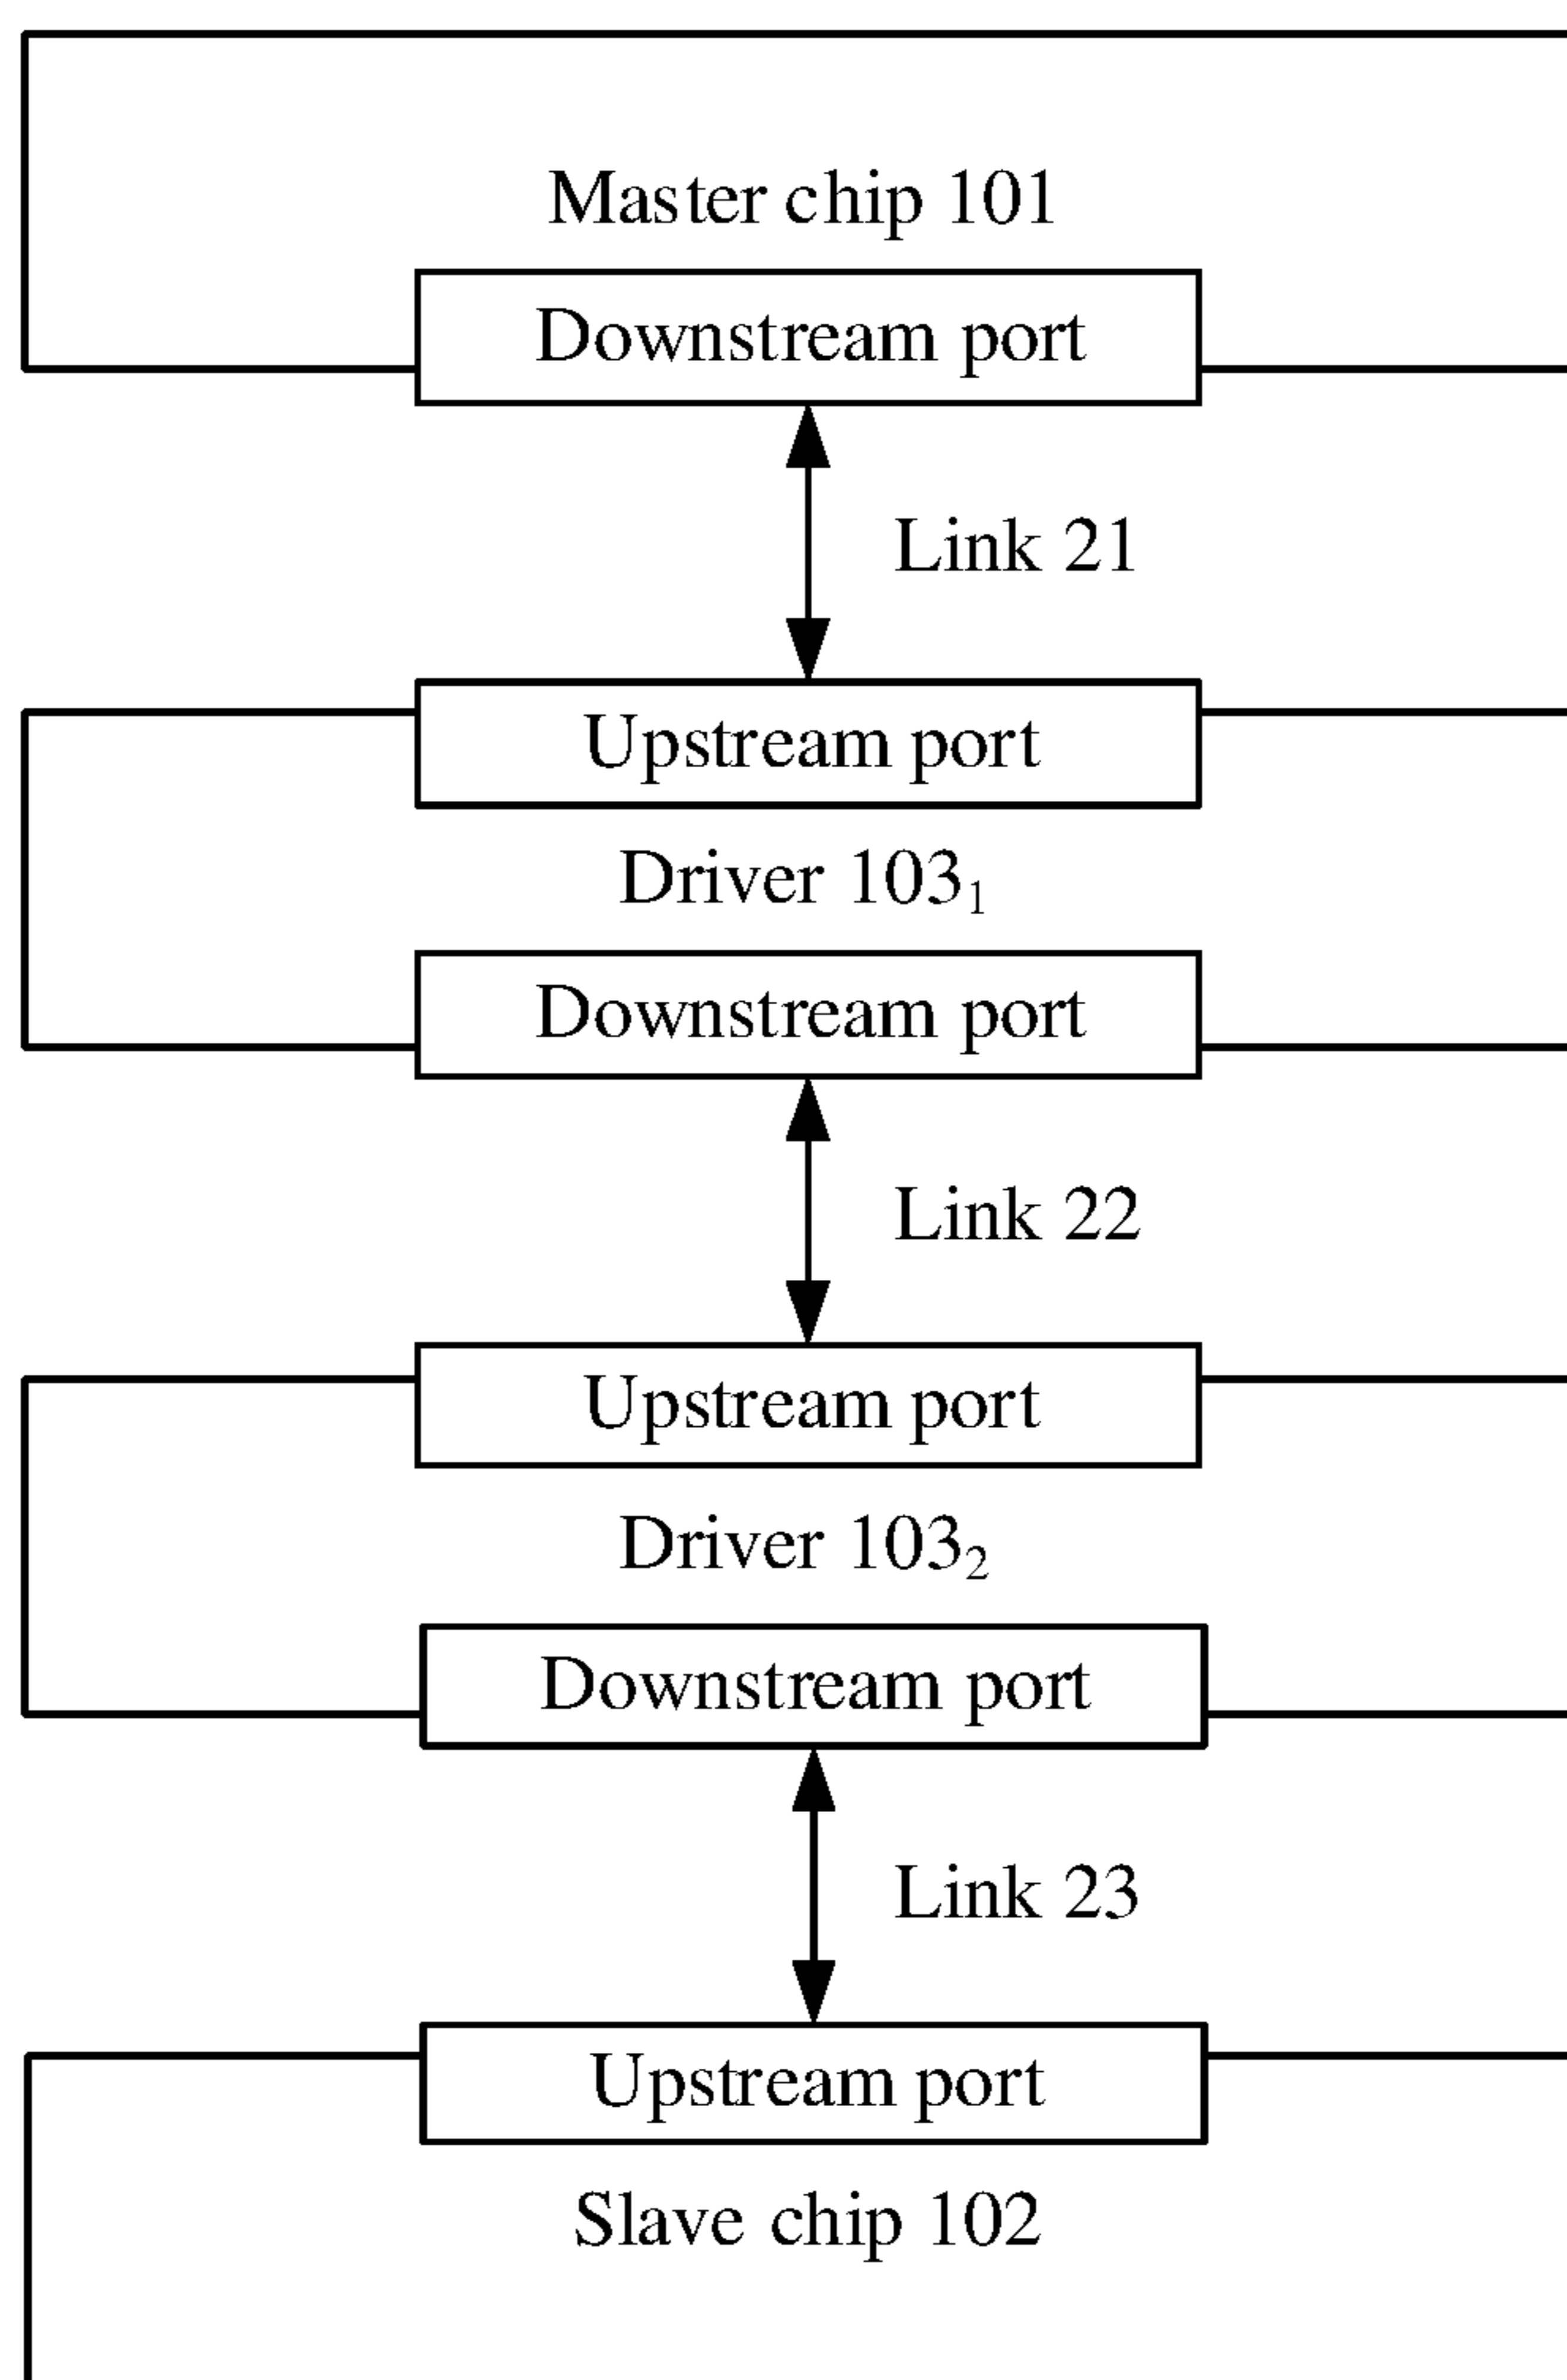 Master chip 101
Downstream port
Link 21
Upstream port
Driver 103₁
Downstream port
Link 22
Upstream port
Driver 103₂
Downstream port
Link 23
Upstream port
Slave chip 102